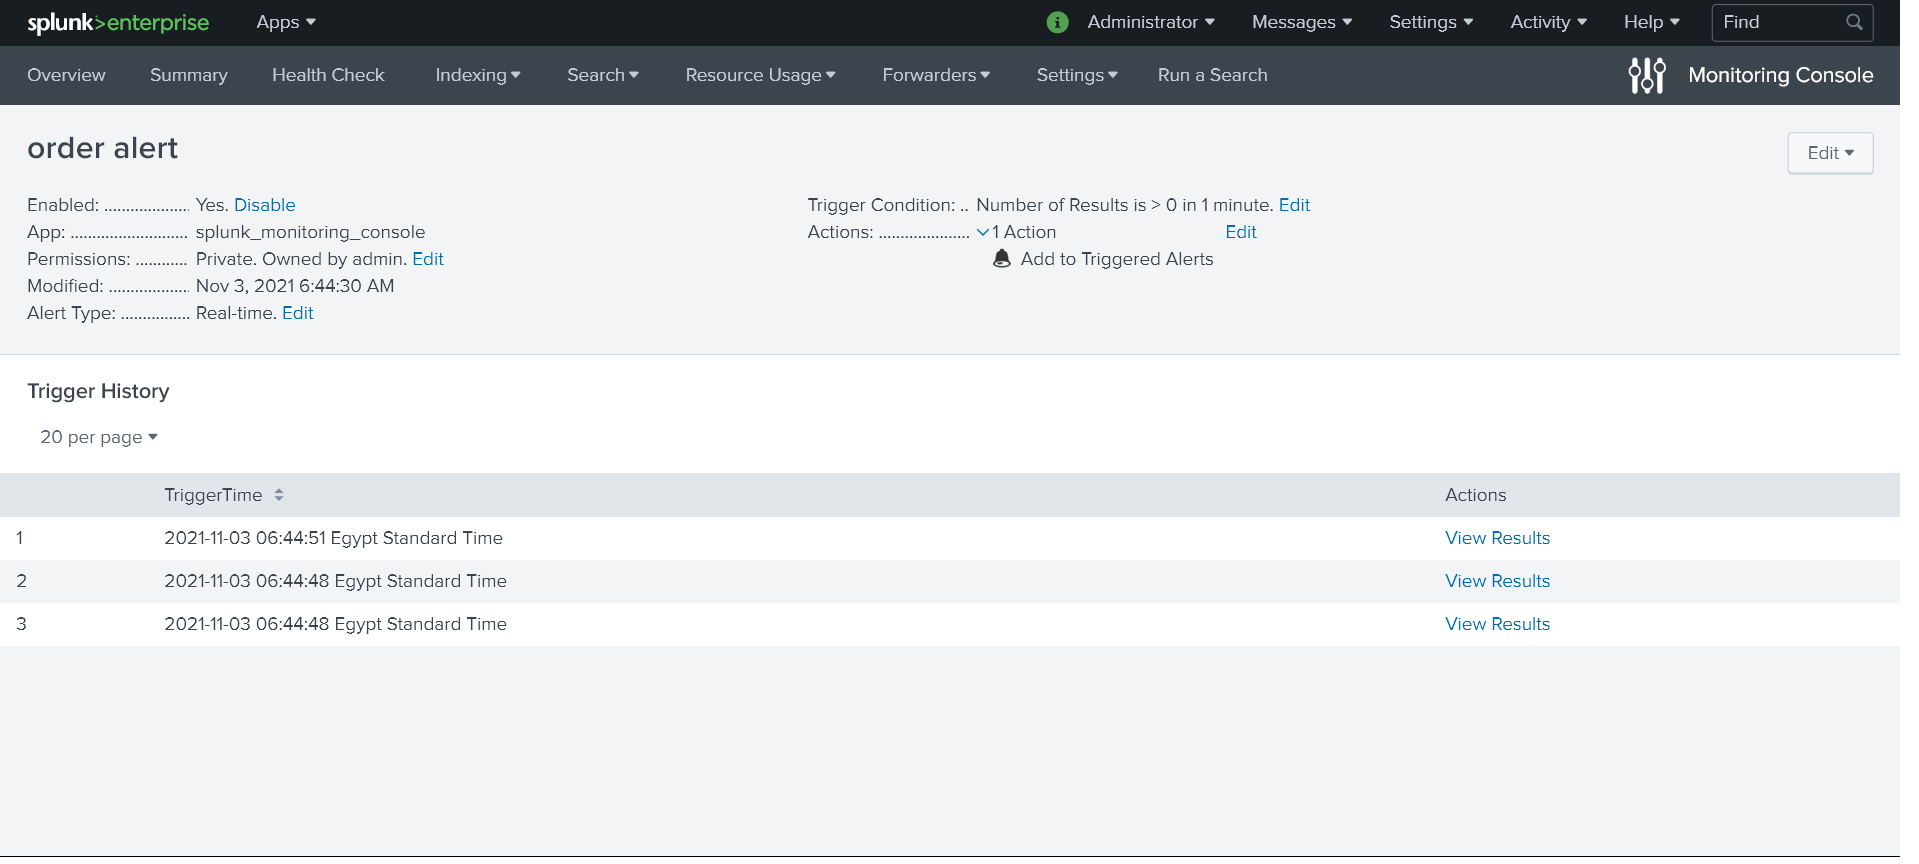 splunk>enterprise Apps Administrator Messages Settings Activity Help Find
Overview Summary Health Check Indexing Search Resource Usage Forwarders Settings Run a Search Monitoring Console
order alert
Edit
Enabled: .................... Yes. Disable
App: ........................... splunk_monitoring_console
Permissions: ............ Private. Owned by admin. Edit
Modified: ................... Nov 3, 2021 6:44:30 AM
Alert Type: ................ Real-time. Edit
Trigger Condition: .. Number of Results is > 0 in 1 minute. Edit
Actions: ..................... 1 Action Edit
Add to Triggered Alerts
Trigger History
20 per page
TriggerTime Actions
1 2021-11-03 06:44:51 Egypt Standard Time View Results
2 2021-11-03 06:44:48 Egypt Standard Time View Results
3 2021-11-03 06:44:48 Egypt Standard Time View Results